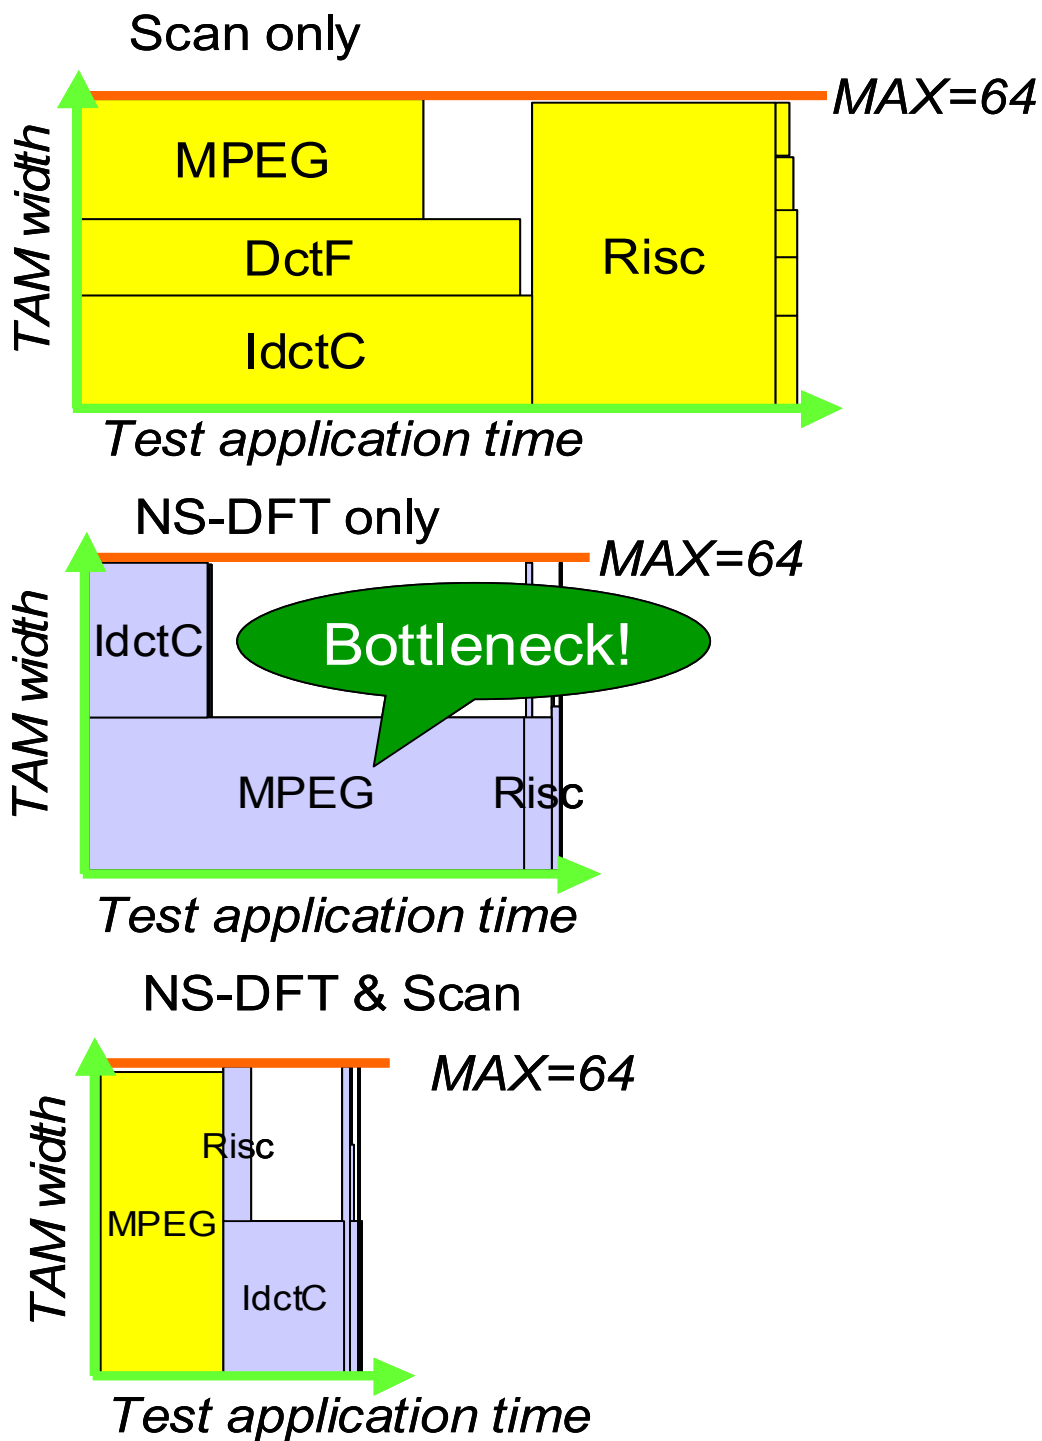 Scan only
MAX=64
TAM width
MPEG
DctF
IdctC
Risc
Test application time
NS-DFT only
MAX=64
TAM width
IdctC
Bottleneck!
MPEG
Risc
Test application time
NS-DFT & Scan
MAX=64
TAM width
Risc
MPEG
IdctC
Test application time